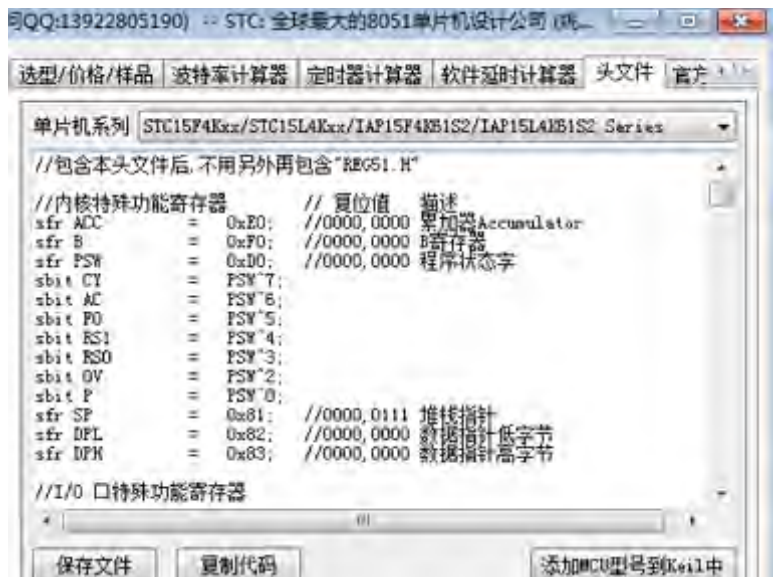 司QQ:13922805190) -- STC: 全球最大的8051单片机设计公司 (或...
选型/价格/样品 波特率计算器 定时器计算器 软件延时计算器 头文件 官方
单片机系列 STC15F4Kxx/STC15L4Kxx/IAP15F4K61S2/IAP15L4K61S2 Series
//包含本头文件后,不用另外再包含"REG51.H"
//内核特殊功能寄存器 // 复位值 描述
sfr ACC = 0xE0; //0000,0000 累加器Accumulator
sfr B = 0xF0; //0000,0000 B寄存器
sfr PSW = 0xD0; //0000,0000 程序状态字
sbit CY = PSW^7;
sbit AC = PSW^6;
sbit F0 = PSW^5;
sbit RS1 = PSW^4;
sbit RS0 = PSW^3;
sbit OV = PSW^2;
sbit P = PSW^0;
sfr SP = 0x81; //0000,0111 堆栈指针
sfr DPL = 0x82; //0000,0000 数据指针低字节
sfr DPH = 0x83; //0000,0000 数据指针高字节
//I/O 口特殊功能寄存器
保存文件 复制代码 添加MCU型号到Keil中